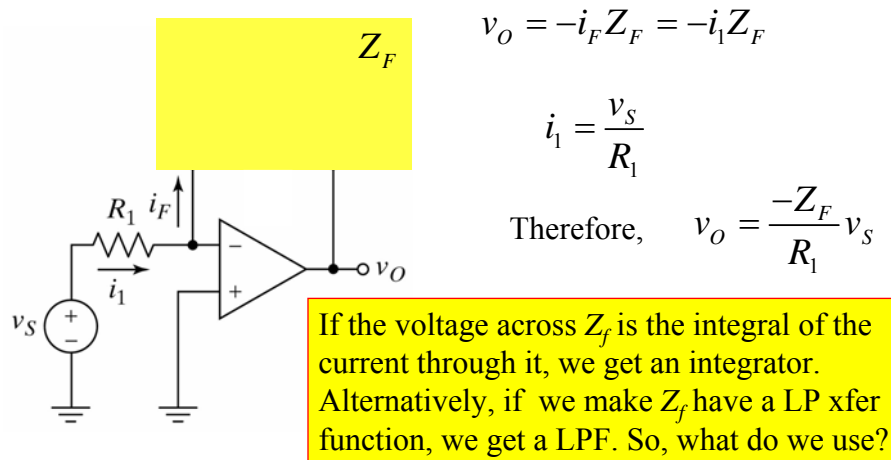 Z_F
v_O = -i_F Z_F = -i_1 Z_F
i_1 = v_S / R_1
Therefore, v_O = -Z_F / R_1 v_S
R_1
i_F
i_1
v_S
+
−
−
+
v_O
If the voltage across Z_f is the integral of the
current through it, we get an integrator.
Alternatively, if we make Z_f have a LP xfer
function, we get a LPF. So, what do we use?